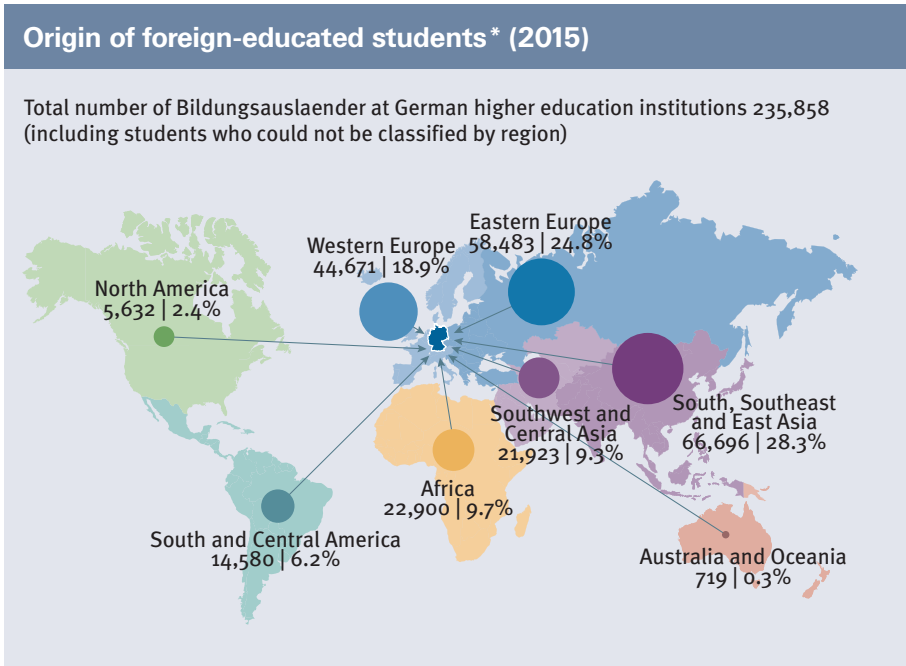 Origin of foreign-educated students* (2015)
Total number of Bildungsauslaender at German higher education institutions 235,858
(including students who could not be classified by region)
Eastern Europe
58,483 | 24.8%
Western Europe
44,671 | 18.9%
North America
5,632 | 2.4%
South, Southeast
and East Asia
66,696 | 28.3%
Southwest and
Central Asia
21,923 | 9.3%
Africa
22,900 | 9.7%
South and Central America
14,580 | 6.2%
Australia and Oceania
719 | 0.3%